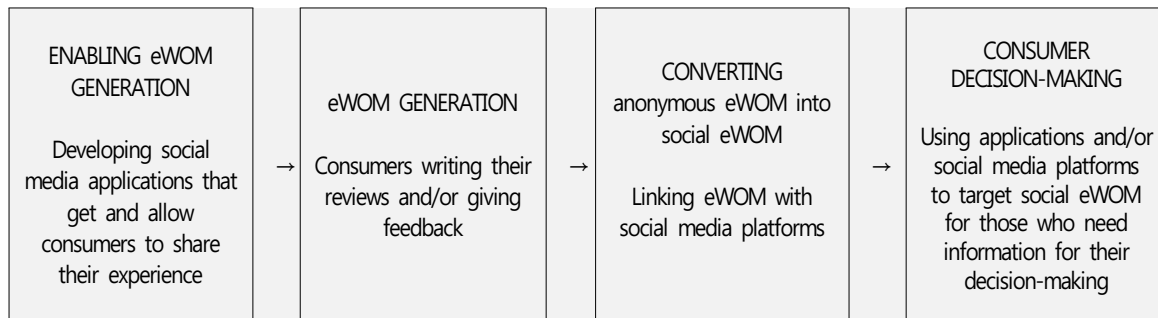 ENABLING eWOM
GENERATION
Developing social
media applications that
get and allow
consumers to share
their experience
→
eWOM GENERATION
Consumers writing their
reviews and/or giving
feedback
→
CONVERTING
anonymous eWOM into
social eWOM
Linking eWOM with
social media platforms
→
CONSUMER
DECISION-MAKING
Using applications and/or
social media platforms
to target social eWOM
for those who need
information for their
decision-making